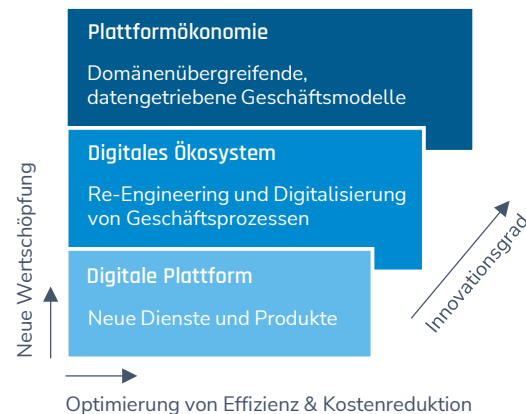 Plattformökonomie
Domänenübergreifende,
datengetriebene Geschäftsmodelle
Digitales Ökosystem
Re-Engineering und Digitalisierung
von Geschäftsprozessen
Digitale Plattform
Neue Dienste und Produkte
Neue Wertschöpfung
Innovationsgrad
Optimierung von Effizienz & Kostenreduktion